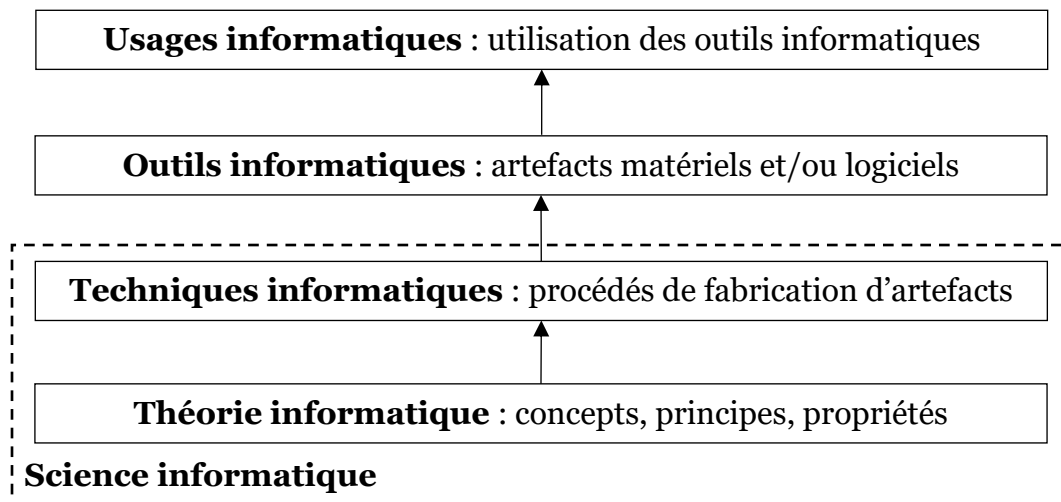 Usages informatiques : utilisation des outils informatiques
Outils informatiques : artefacts matériels et/ou logiciels
Techniques informatiques : procédés de fabrication d’artefacts
Théorie informatique : concepts, principes, propriétés
Science informatique